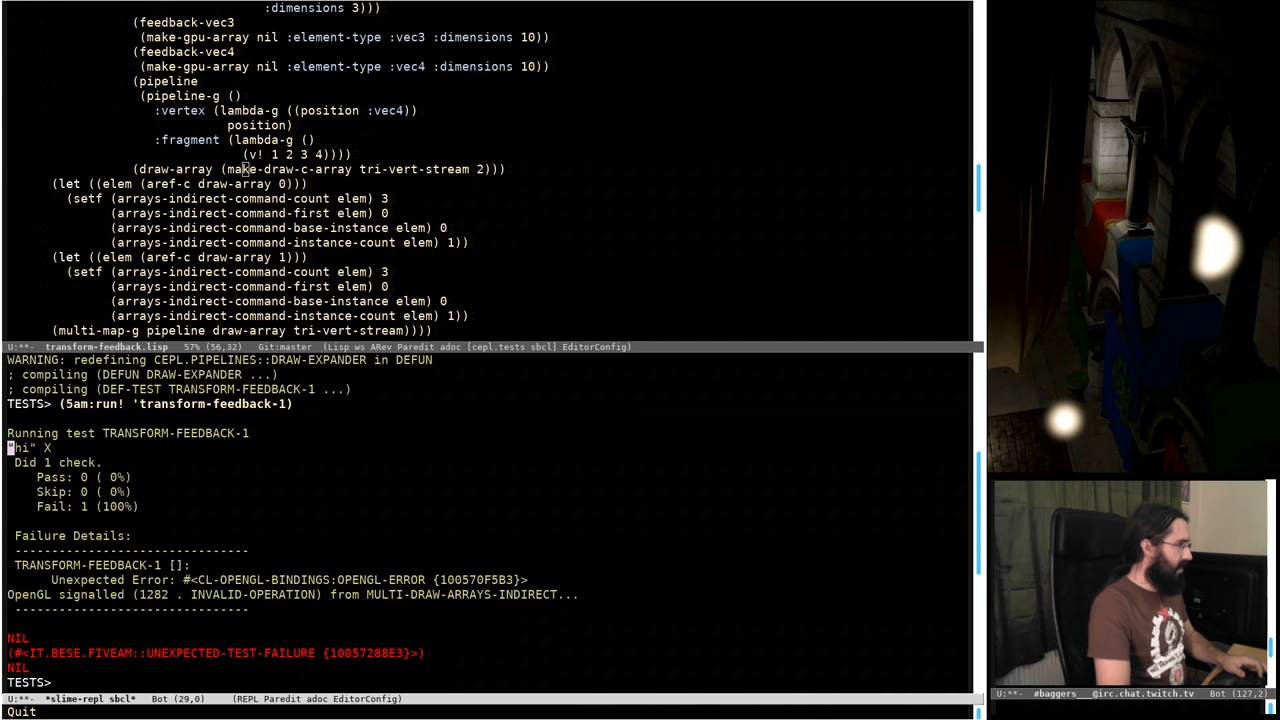 :dimensions 3)))
(feedback-vec3
(make-gpu-array nil :element-type :vec3 :dimensions 10))
(feedback-vec4
(make-gpu-array nil :element-type :vec4 :dimensions 10))
(pipeline
(pipeline-g ()
:vertex (lambda-g ((position :vec4))
position)
:fragment (lambda-g ()
(v! 1 2 3 4))))
(draw-array (make-draw-c-array tri-vert-stream 2)))
(let ((elem (aref-c draw-array 0)))
(setf (arrays-indirect-command-count elem) 3
(arrays-indirect-command-first elem) 0
(arrays-indirect-command-base-instance elem) 0
(arrays-indirect-command-instance-count elem) 1))
(let ((elem (aref-c draw-array 1)))
(setf (arrays-indirect-command-count elem) 3
(arrays-indirect-command-first elem) 0
(arrays-indirect-command-base-instance elem) 0
(arrays-indirect-command-instance-count elem) 1))
(multi-map-g pipeline draw-array tri-vert-stream))))
U:**-  transform-feedback.lisp   57% (56,32)   Git:master  (Lisp ws ARev Paredit adoc [cepl.tests sbcl] EditorConfig)
WARNING: redefining CEPL.PIPELINES::DRAW-EXPANDER in DEFUN
; compiling (DEFUN DRAW-EXPANDER ...)
; compiling (DEF-TEST TRANSFORM-FEEDBACK-1 ...)
TESTS> (5am:run! 'transform-feedback-1)
Running test TRANSFORM-FEEDBACK-1
"hi" X
Did 1 check.
Pass: 0 ( 0%)
Skip: 0 ( 0%)
Fail: 1 (100%)
Failure Details:
--------------------------------
TRANSFORM-FEEDBACK-1 []:
Unexpected Error: #<CL-OPENGL-BINDINGS:OPENGL-ERROR {100570F5B3}>
OpenGL signalled (1282 . INVALID-OPERATION) from MULTI-DRAW-ARRAYS-INDIRECT...
--------------------------------
NIL
(#<IT.BESE.FIVEAM::UNEXPECTED-TEST-FAILURE {10057288E3}>)
NIL
TESTS>
U:**-  *slime-repl sbcl*   Bot (29,0)     (REPL Paredit adoc EditorConfig)
U:**-  #baggers  @irc.chat.twitch.tv   Bot (127,2)
Quit